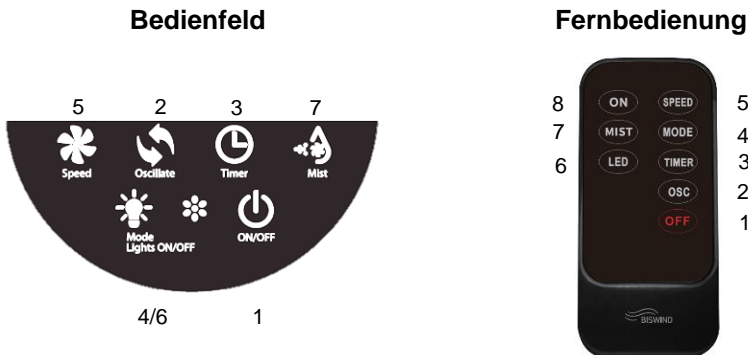 Bedienfeld
5 2 3 7
Speed Oscillate Timer Mist
Mode
Lights ON/OFF ON/OFF
4/6 1
Fernbedienung
8 ON SPEED 5
7 MIST MODE 4
6 LED TIMER 3
OSC 2
OFF 1
BISWIND